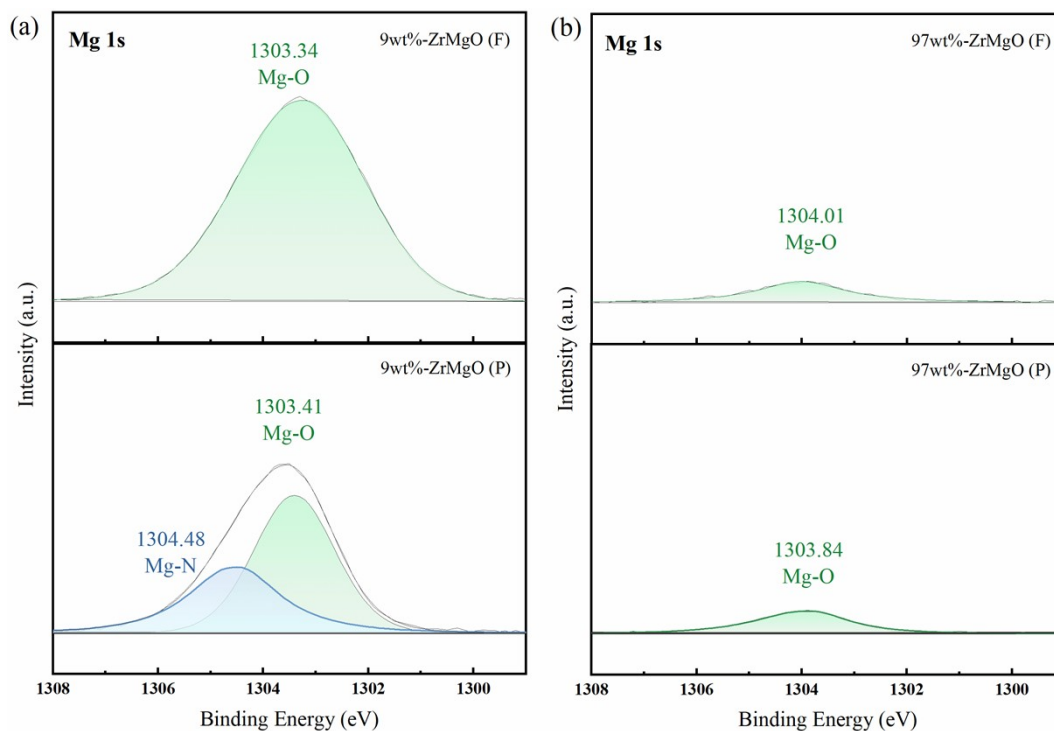 (a)
Mg 1s
9wt%-ZrMgO (F)
1303.34
Mg-O
9wt%-ZrMgO (P)
1303.41
Mg-O
1304.48
Mg-N
Intensity (a.u.)
1308
1306
1304
1302
1300
Binding Energy (eV)
(b)
Mg 1s
97wt%-ZrMgO (F)
1304.01
Mg-O
97wt%-ZrMgO (P)
1303.84
Mg-O
Intensity (a.u.)
1308
1306
1304
1302
1300
Binding Energy (eV)